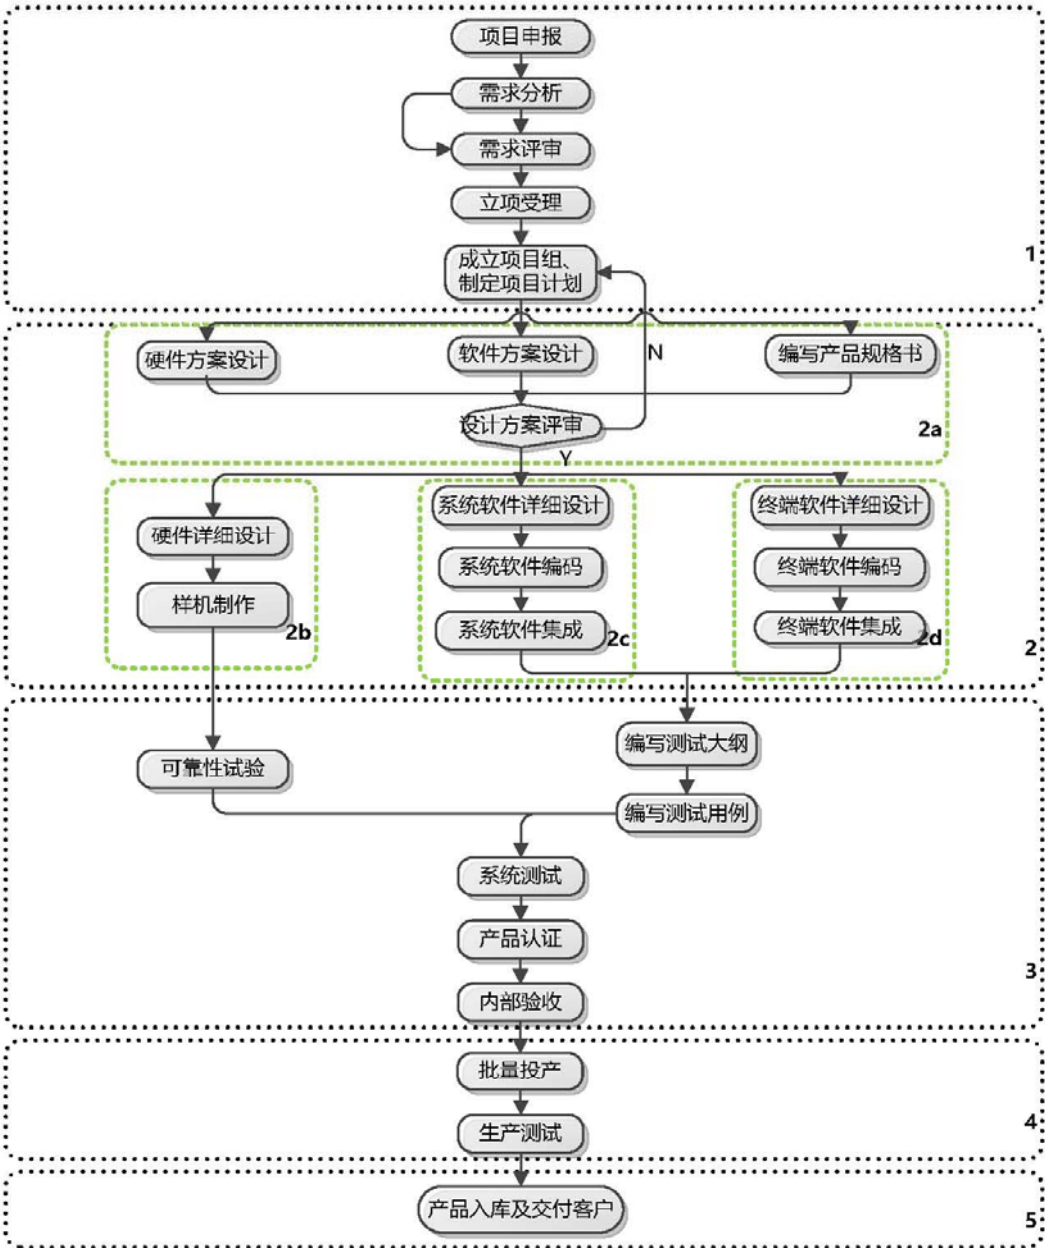 项目申报
需求分析
需求评审
立项受理
成立项目组、
制定项目计划
1
硬件方案设计
软件方案设计
编写产品规格书
N
设计方案评审
2a
Y
硬件详细设计
样机制作
2b
系统软件详细设计
系统软件编码
系统软件集成
2c
终端软件详细设计
终端软件编码
终端软件集成
2d
2
可靠性试验
编写测试大纲
编写测试用例
系统测试
产品认证
内部验收
3
批量投产
生产测试
4
产品入库及交付客户
5